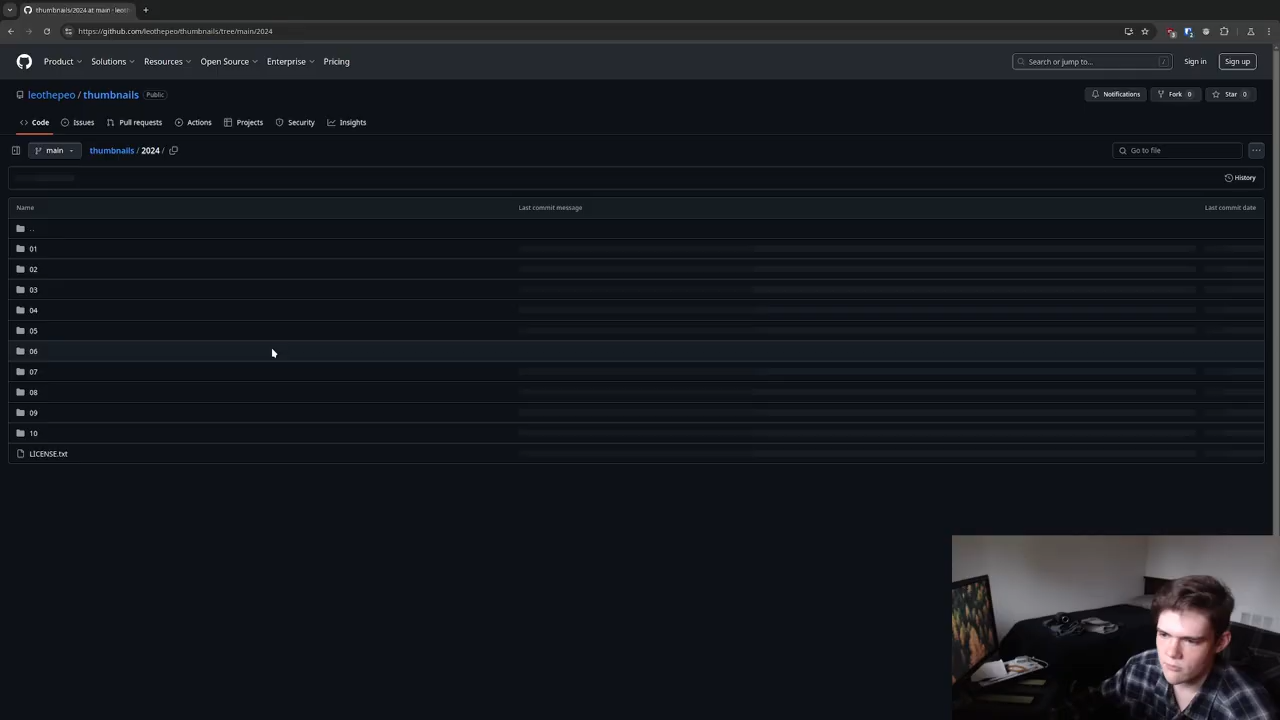 thumbnails/2024 at main · leoth
https://github.com/leothepeo/thumbnails/tree/main/2024
Product Solutions Resources Open Source Enterprise Pricing Search or jump to... / Sign in Sign up
leothepeo / thumbnails Public Notifications Fork 0 Star 0
Code Issues Pull requests Actions Projects Security Insights
main thumbnails / 2024 / Go to file
History
Name Last commit message Last commit date
..
01
02
03
04
05
06
07
08
09
10
LICENSE.txt